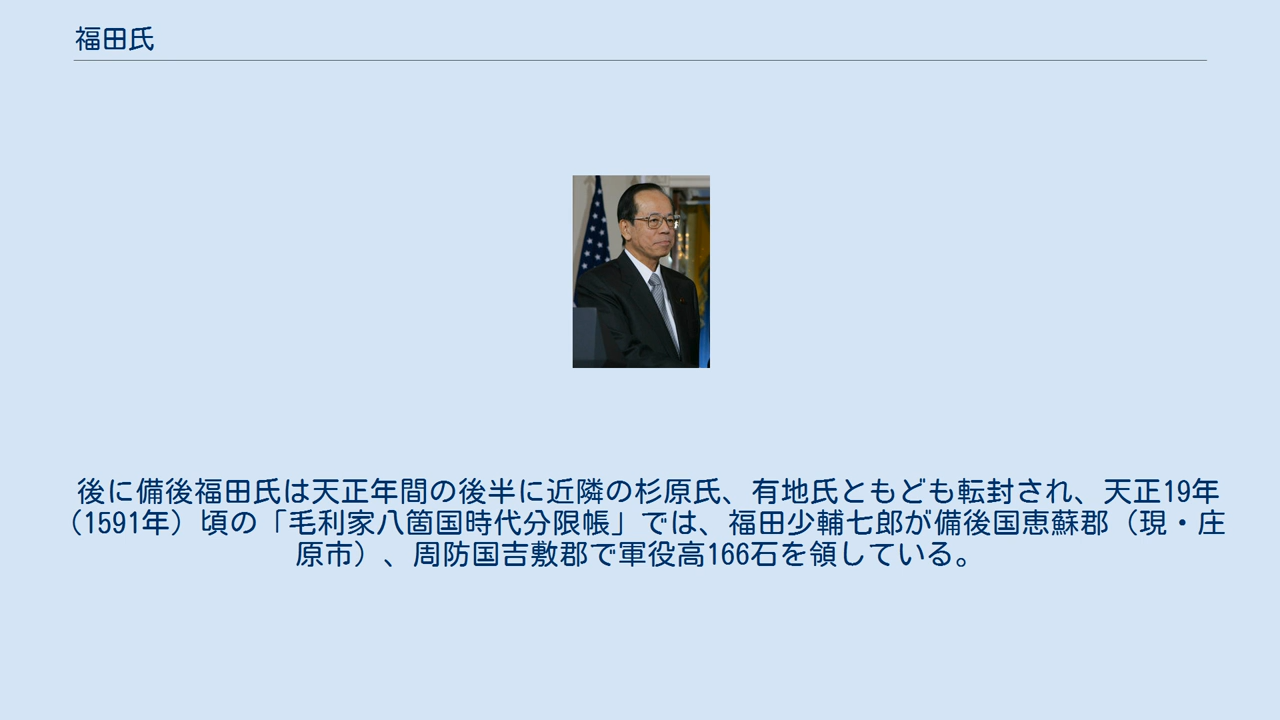 福田氏
後に備後福田氏は天正年間の後半に近隣の杉原氏、有地氏ともども転封され、天正19年
（1591年）頃の「毛利家八箇国時代分限帳」では、福田少輔七郎が備後国恵蘇郡（現・庄
原市）、周防国吉敷郡で軍役高166石を領している。